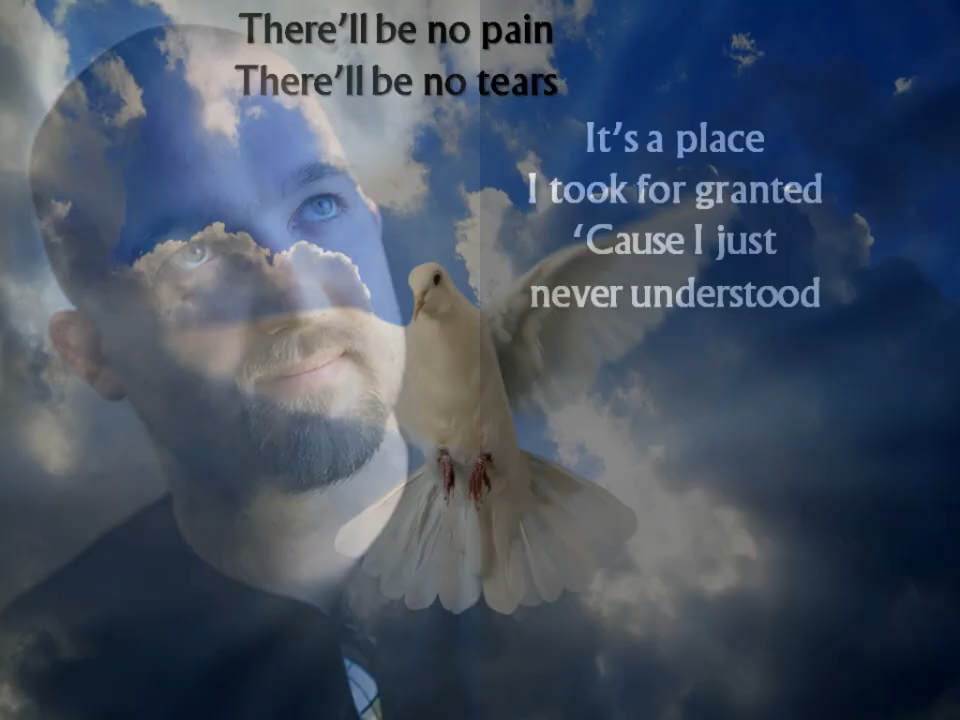 There’ll be no pain
There’ll be no tears
It’s a place
I took for granted
‘Cause I just
never understood